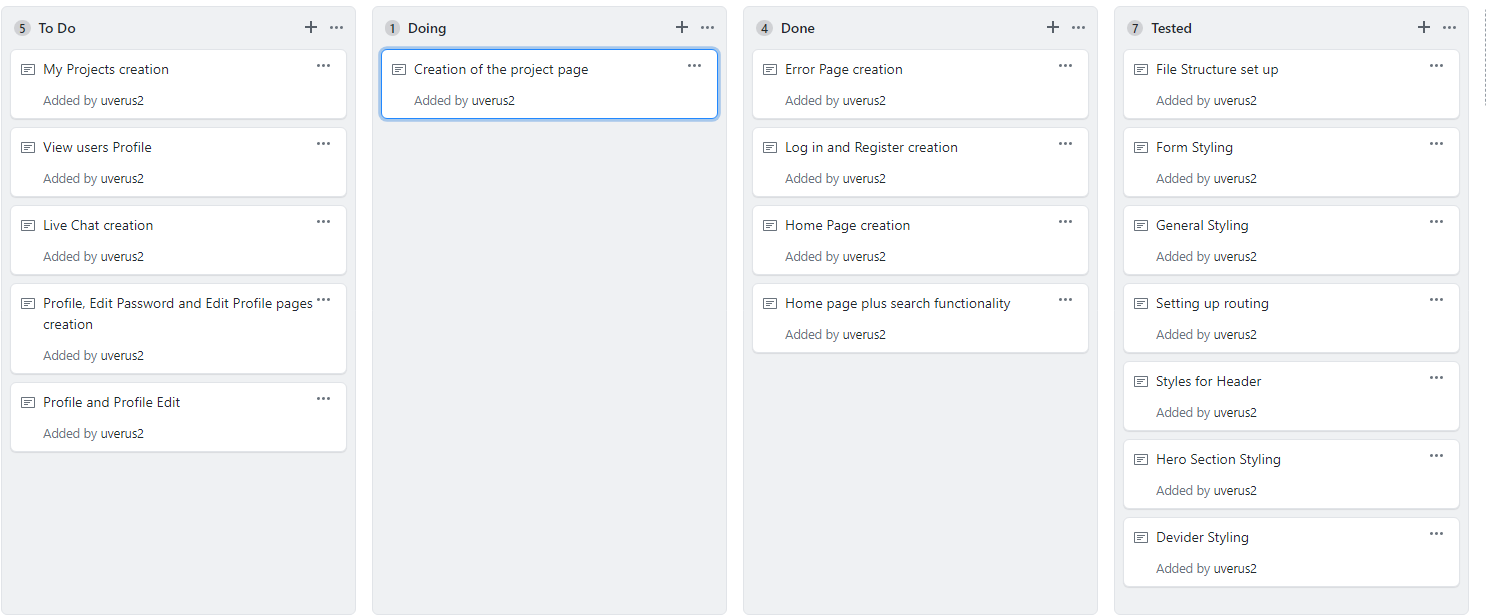 5 To Do
My Projects creation
Added by uverus2
View users Profile
Added by uverus2
Live Chat creation
Added by uverus2
Profile, Edit Password and Edit Profile pages
creation
Added by uverus2
Profile and Profile Edit
Added by uverus2
1 Doing
Creation of the project page
Added by uverus2
4 Done
Error Page creation
Added by uverus2
Log in and Register creation
Added by uverus2
Home Page creation
Added by uverus2
Home page plus search functionality
Added by uverus2
7 Tested
File Structure set up
Added by uverus2
Form Styling
Added by uverus2
General Styling
Added by uverus2
Setting up routing
Added by uverus2
Styles for Header
Added by uverus2
Hero Section Styling
Added by uverus2
Devider Styling
Added by uverus2